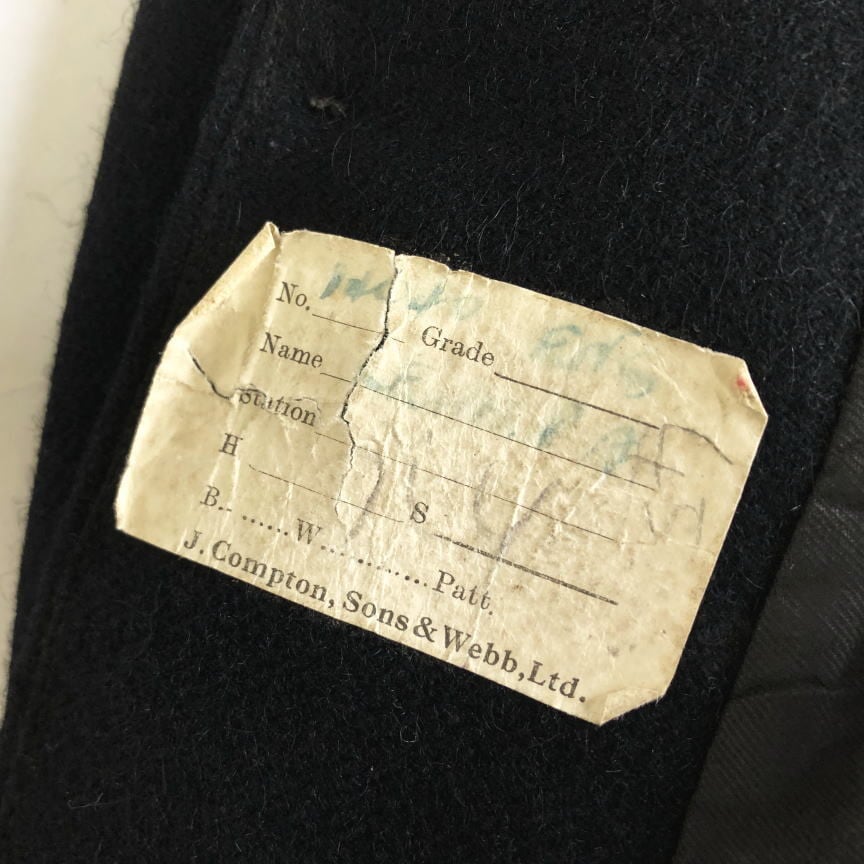 No. Grade
Name
Station
H S
B.. ......W............. Patt.
J. Compton, Sons & Webb, Ltd.